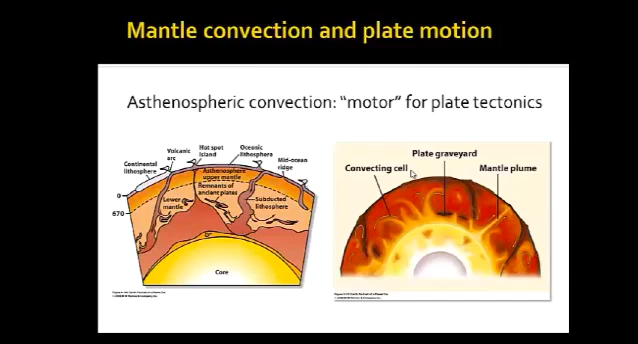 Mantle convection and plate motion
Asthenospheric convection: "motor" for plate tectonics
Continental
lithosphere
Volcanic
arc
Hot spot
island
Oceanic
lithosphere
Mid-ocean
ridge
Asthenosphere
upper mantle
Remnants of
ancient plates
0
670
Lower
mantle
Subducted
lithosphere
D"
Core
Plate graveyard
Convecting cell
Mantle plume